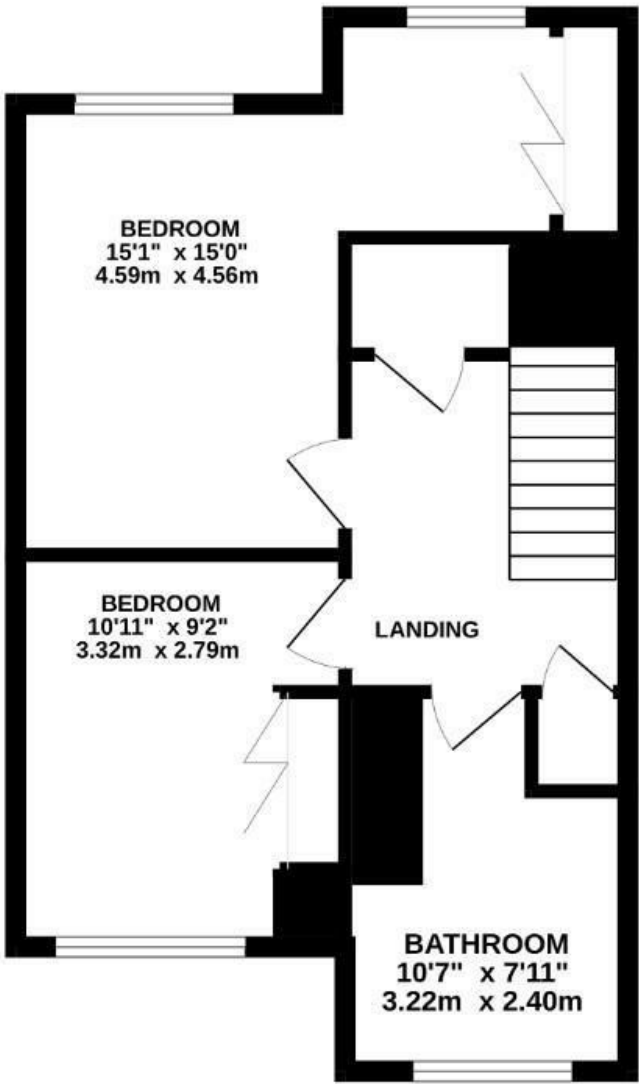 BEDROOM
15'1" x 15'0"
4.59m x 4.56m
BEDROOM
10'11" x 9'2"
3.32m x 2.79m
LANDING
BATHROOM
10'7" x 7'11"
3.22m x 2.40m